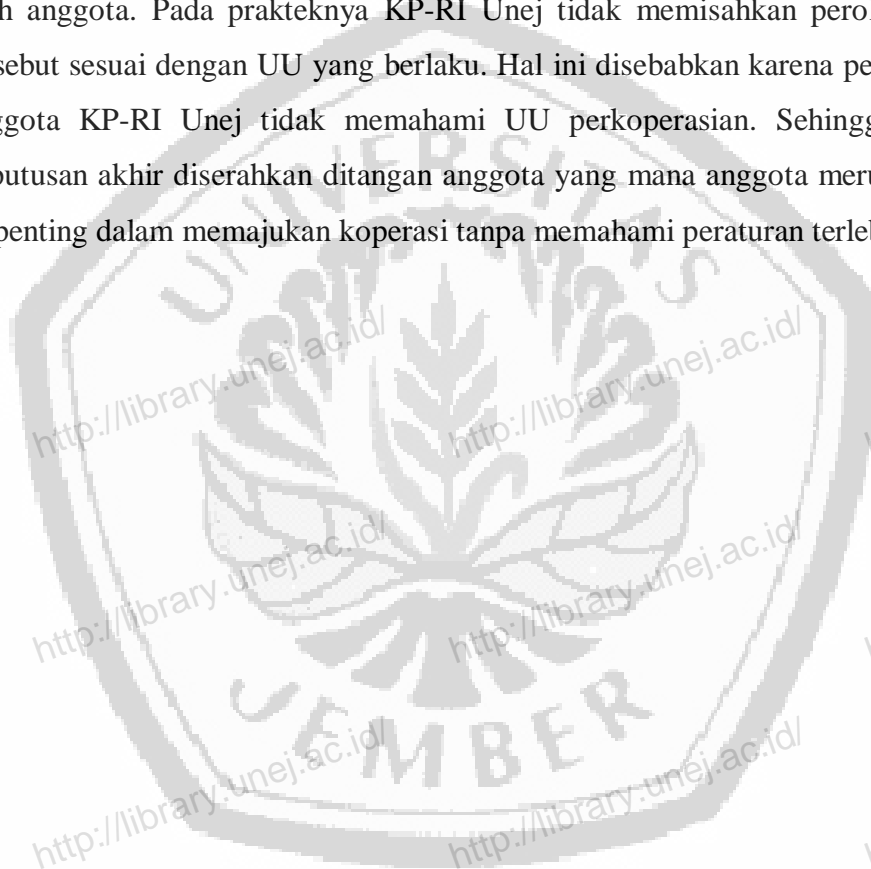 h anggota. Pada prakteknya KP-RI Unej tidak memisahkan pero
sebut sesuai dengan UU yang berlaku. Hal ini disebabkan karena pe
ggota KP-RI Unej tidak memahami UU perkoperasian. Sehingg
putusan akhir diserahkan ditangan anggota yang mana anggota meru
penting dalam memajukan koperasi tanpa memahami peraturan terleb
UNIVERSITAS
http://library.unej.ac.id/ http://library.unej.ac.id/
http://library.unej.ac.id/ http://library.unej.ac.id/
JEMBER
http://library.unej.ac.id/ http://library.unej.ac.id/